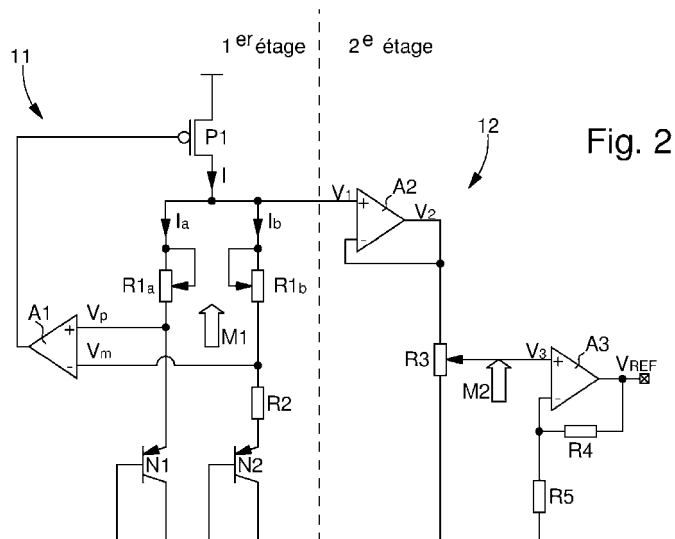 1er étage
2e étage
11
12
Fig. 2
P1
I
Ia
Ib
V1
A2
V2
+
-
R1a
R1b
M1
A1
Vp
Vm
+
-
R2
R3
V3
A3
VREF
+
-
M2
R4
R5
N1
N2